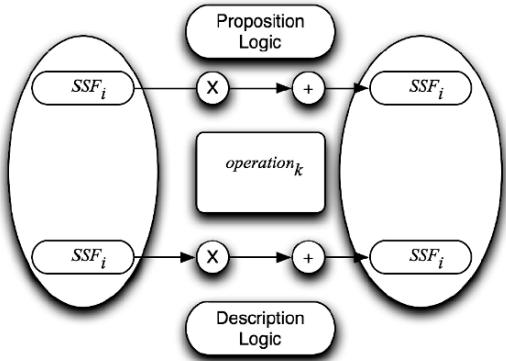 Proposition
Logic
SSF_i X + SSF_i
operation_k
SSF_i X + SSF_i
Description
Logic